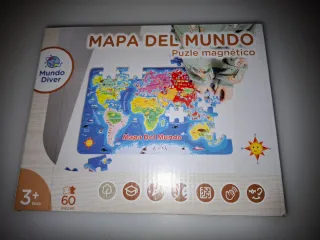 MAPA DEL MUNDO
Puzle magnético
Mundo
Diver
Mapa del Mundo
3+
60